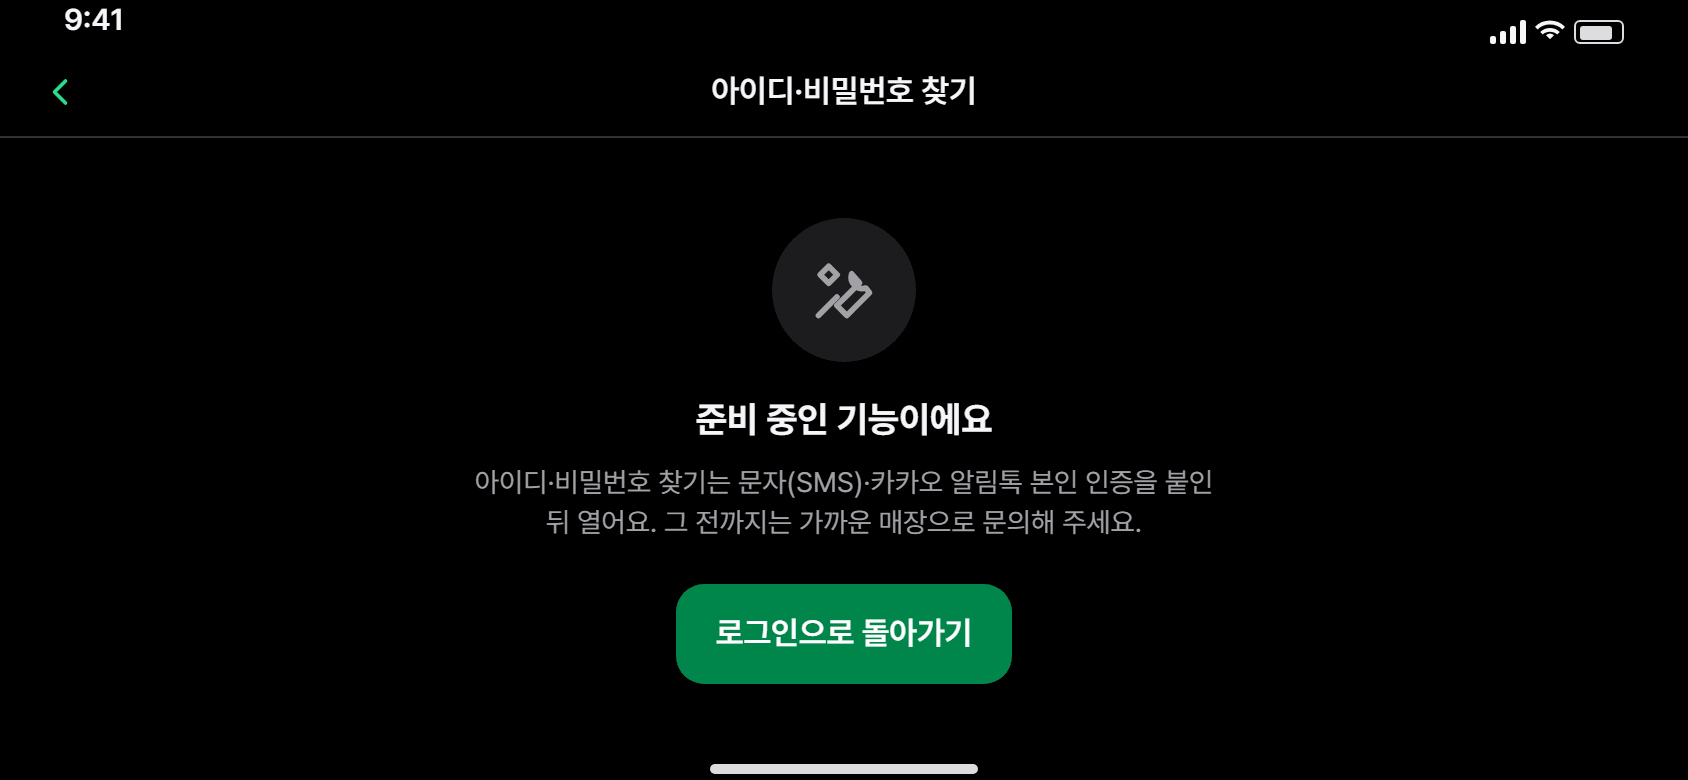 9:41
아이디·비밀번호 찾기
준비 중인 기능이에요
아이디·비밀번호 찾기는 문자(SMS)·카카오 알림톡 본인 인증을 붙인
뒤 열어요. 그 전까지는 가까운 매장으로 문의해 주세요.
로그인으로 돌아가기